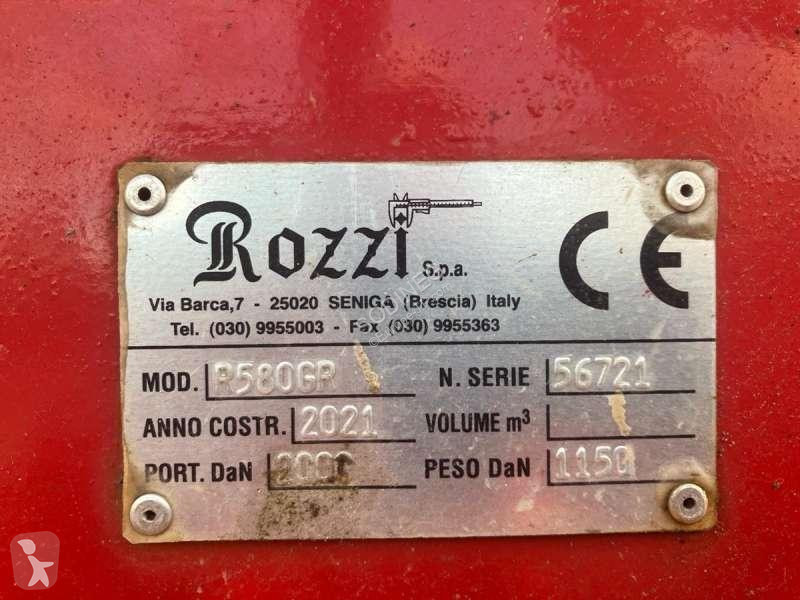 Rozzi S.p.a. CE
Via Barca,7 - 25020 SENIGA (Brescia) Italy
Tel. (030) 9955003 - Fax (030) 9955363
MOD. R580GR N. SERIE 56721
ANNO COSTR. 2021 VOLUME m³
PORT. DaN PESO DaN 1150